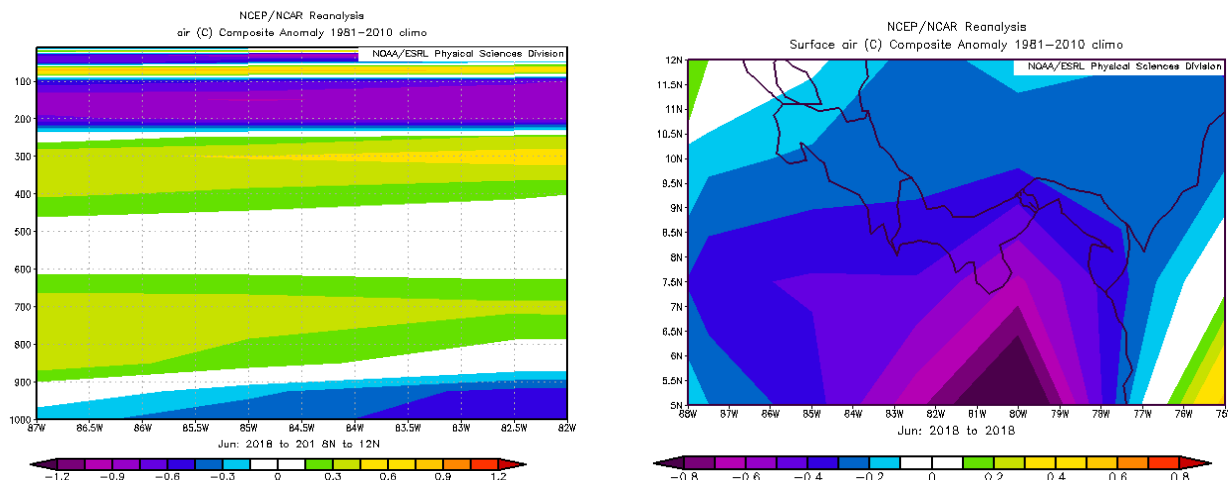 NCEP/NCAR Reanalysis
air (C) Composite Anomaly 1981-2010 climo
NOAA/ESRL Physical Sciences Division
100
200
300
400
500
600
700
800
900
1000
87W 86.5W 86W 85.5W 85W 84.5W 84W 83.5W 83W 82.5W 82W
Jun: 2018 to 201 8N to 12N
-1.2 -0.9 -0.6 -0.3 0 0.3 0.6 0.9 1.2
NCEP/NCAR Reanalysis
Surface air (C) Composite Anomaly 1981-2010 climo
NOAA/ESRL Physical Sciences Division
12N
11.5N
11N
10.5N
10N
9.5N
9N
8.5N
8N
7.5N
7N
6.5N
6N
5.5N
5N
88W 87W 86W 85W 84W 83W 82W 81W 80W 79W 78W 77W 76W 75W
Jun: 2018 to 2018
-0.8 -0.6 -0.4 -0.2 0 0.2 0.4 0.6 0.8